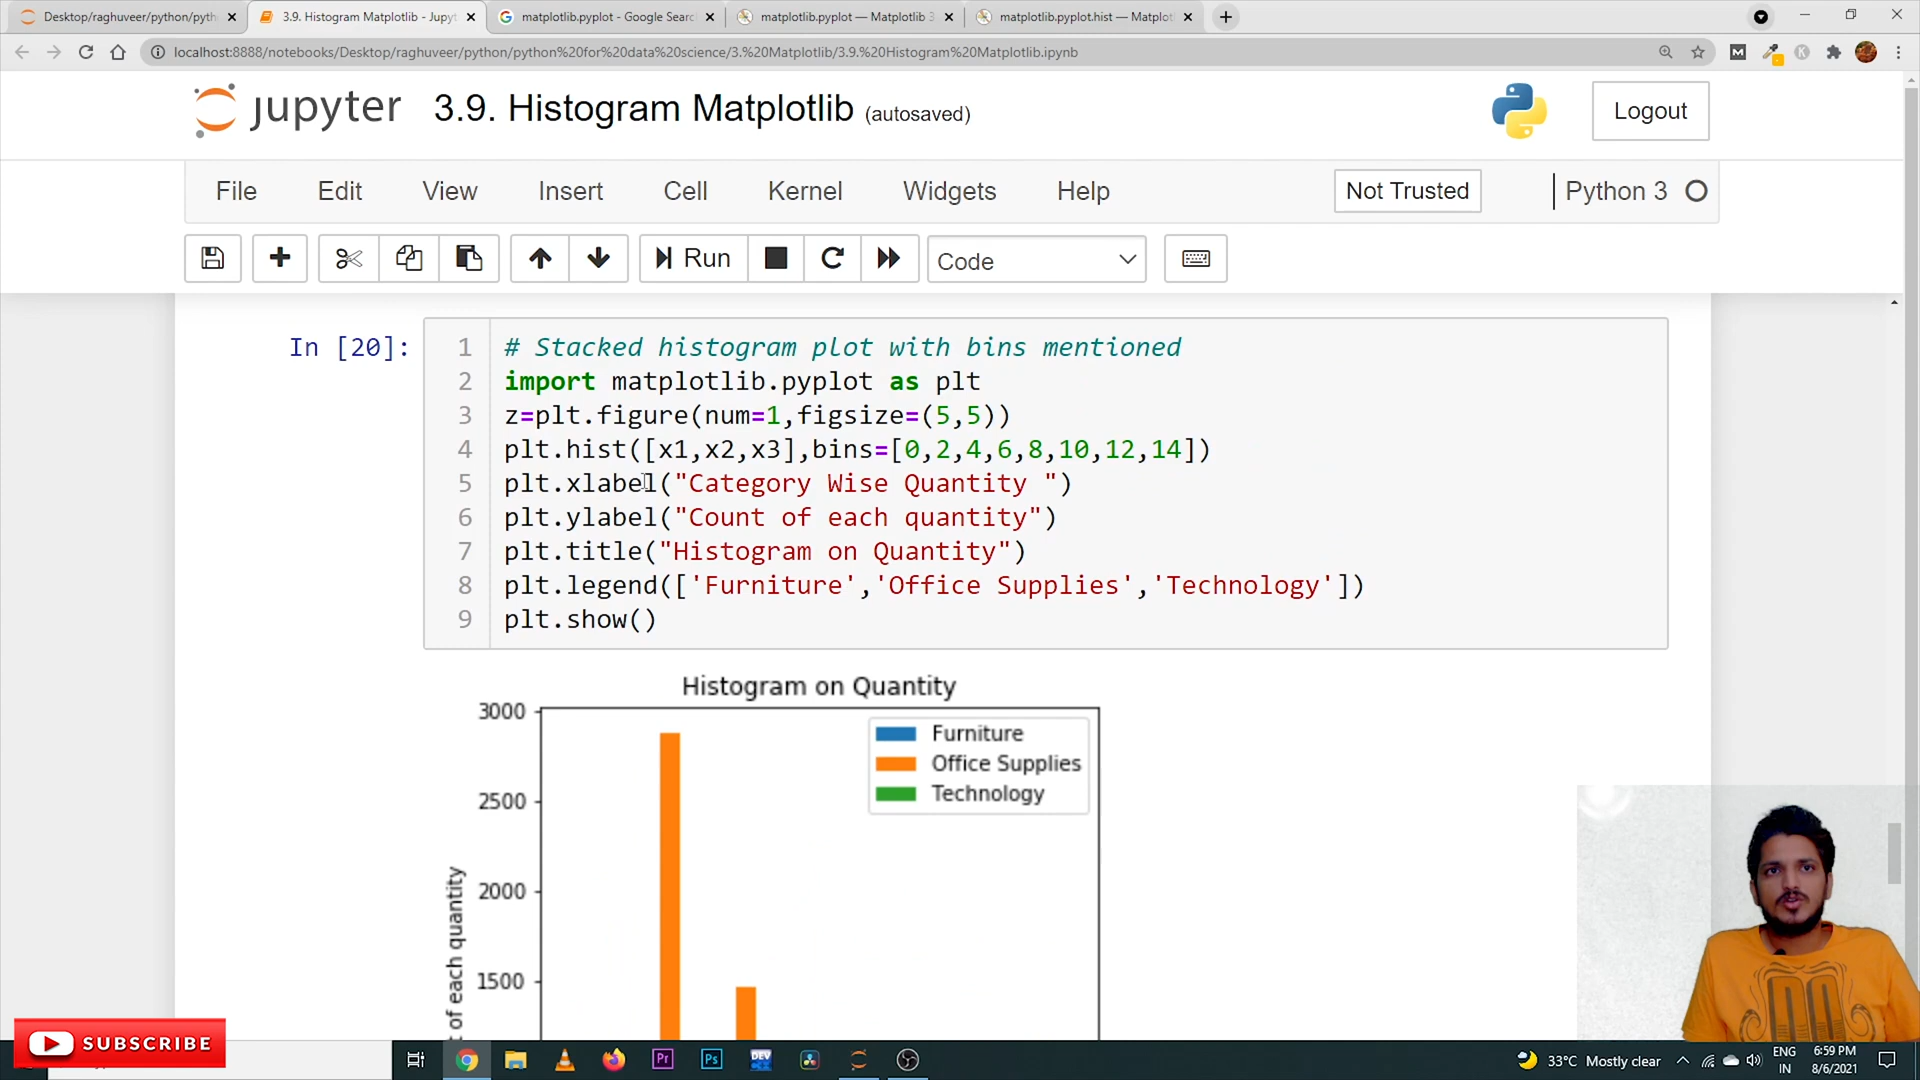 Desktop/raghuveer/python/pyth
3.9. Histogram Matplotlib - Jupyt
matplotlib.pyplot - Google Searc
matplotlib.pyplot — Matplotlib 3
matplotlib.pyplot.hist — Matplot
localhost:8888/notebooks/Desktop/raghuveer/python/python%20for%20data%20science/3.%20Matplotlib/3.9.%20Histogram%20Matplotlib.ipynb
jupyter 3.9. Histogram Matplotlib (autosaved)
Logout
File Edit View Insert Cell Kernel Widgets Help
Not Trusted
Python 3
Run
Code
In [20]:
1 # Stacked histogram plot with bins mentioned
2 import matplotlib.pyplot as plt
3 z=plt.figure(num=1,figsize=(5,5))
4 plt.hist([x1,x2,x3],bins=[0,2,4,6,8,10,12,14])
5 plt.xlabel("Category Wise Quantity ")
6 plt.ylabel("Count of each quantity")
7 plt.title("Histogram on Quantity")
8 plt.legend(['Furniture','Office Supplies','Technology'])
9 plt.show()
Histogram on Quantity
3000
2500
2000
1500
of each quantity
Furniture
Office Supplies
Technology
SUBSCRIBE
Pr
Ps
DEV
33°C Mostly clear
ENG
IN
6:59 PM
8/6/2021